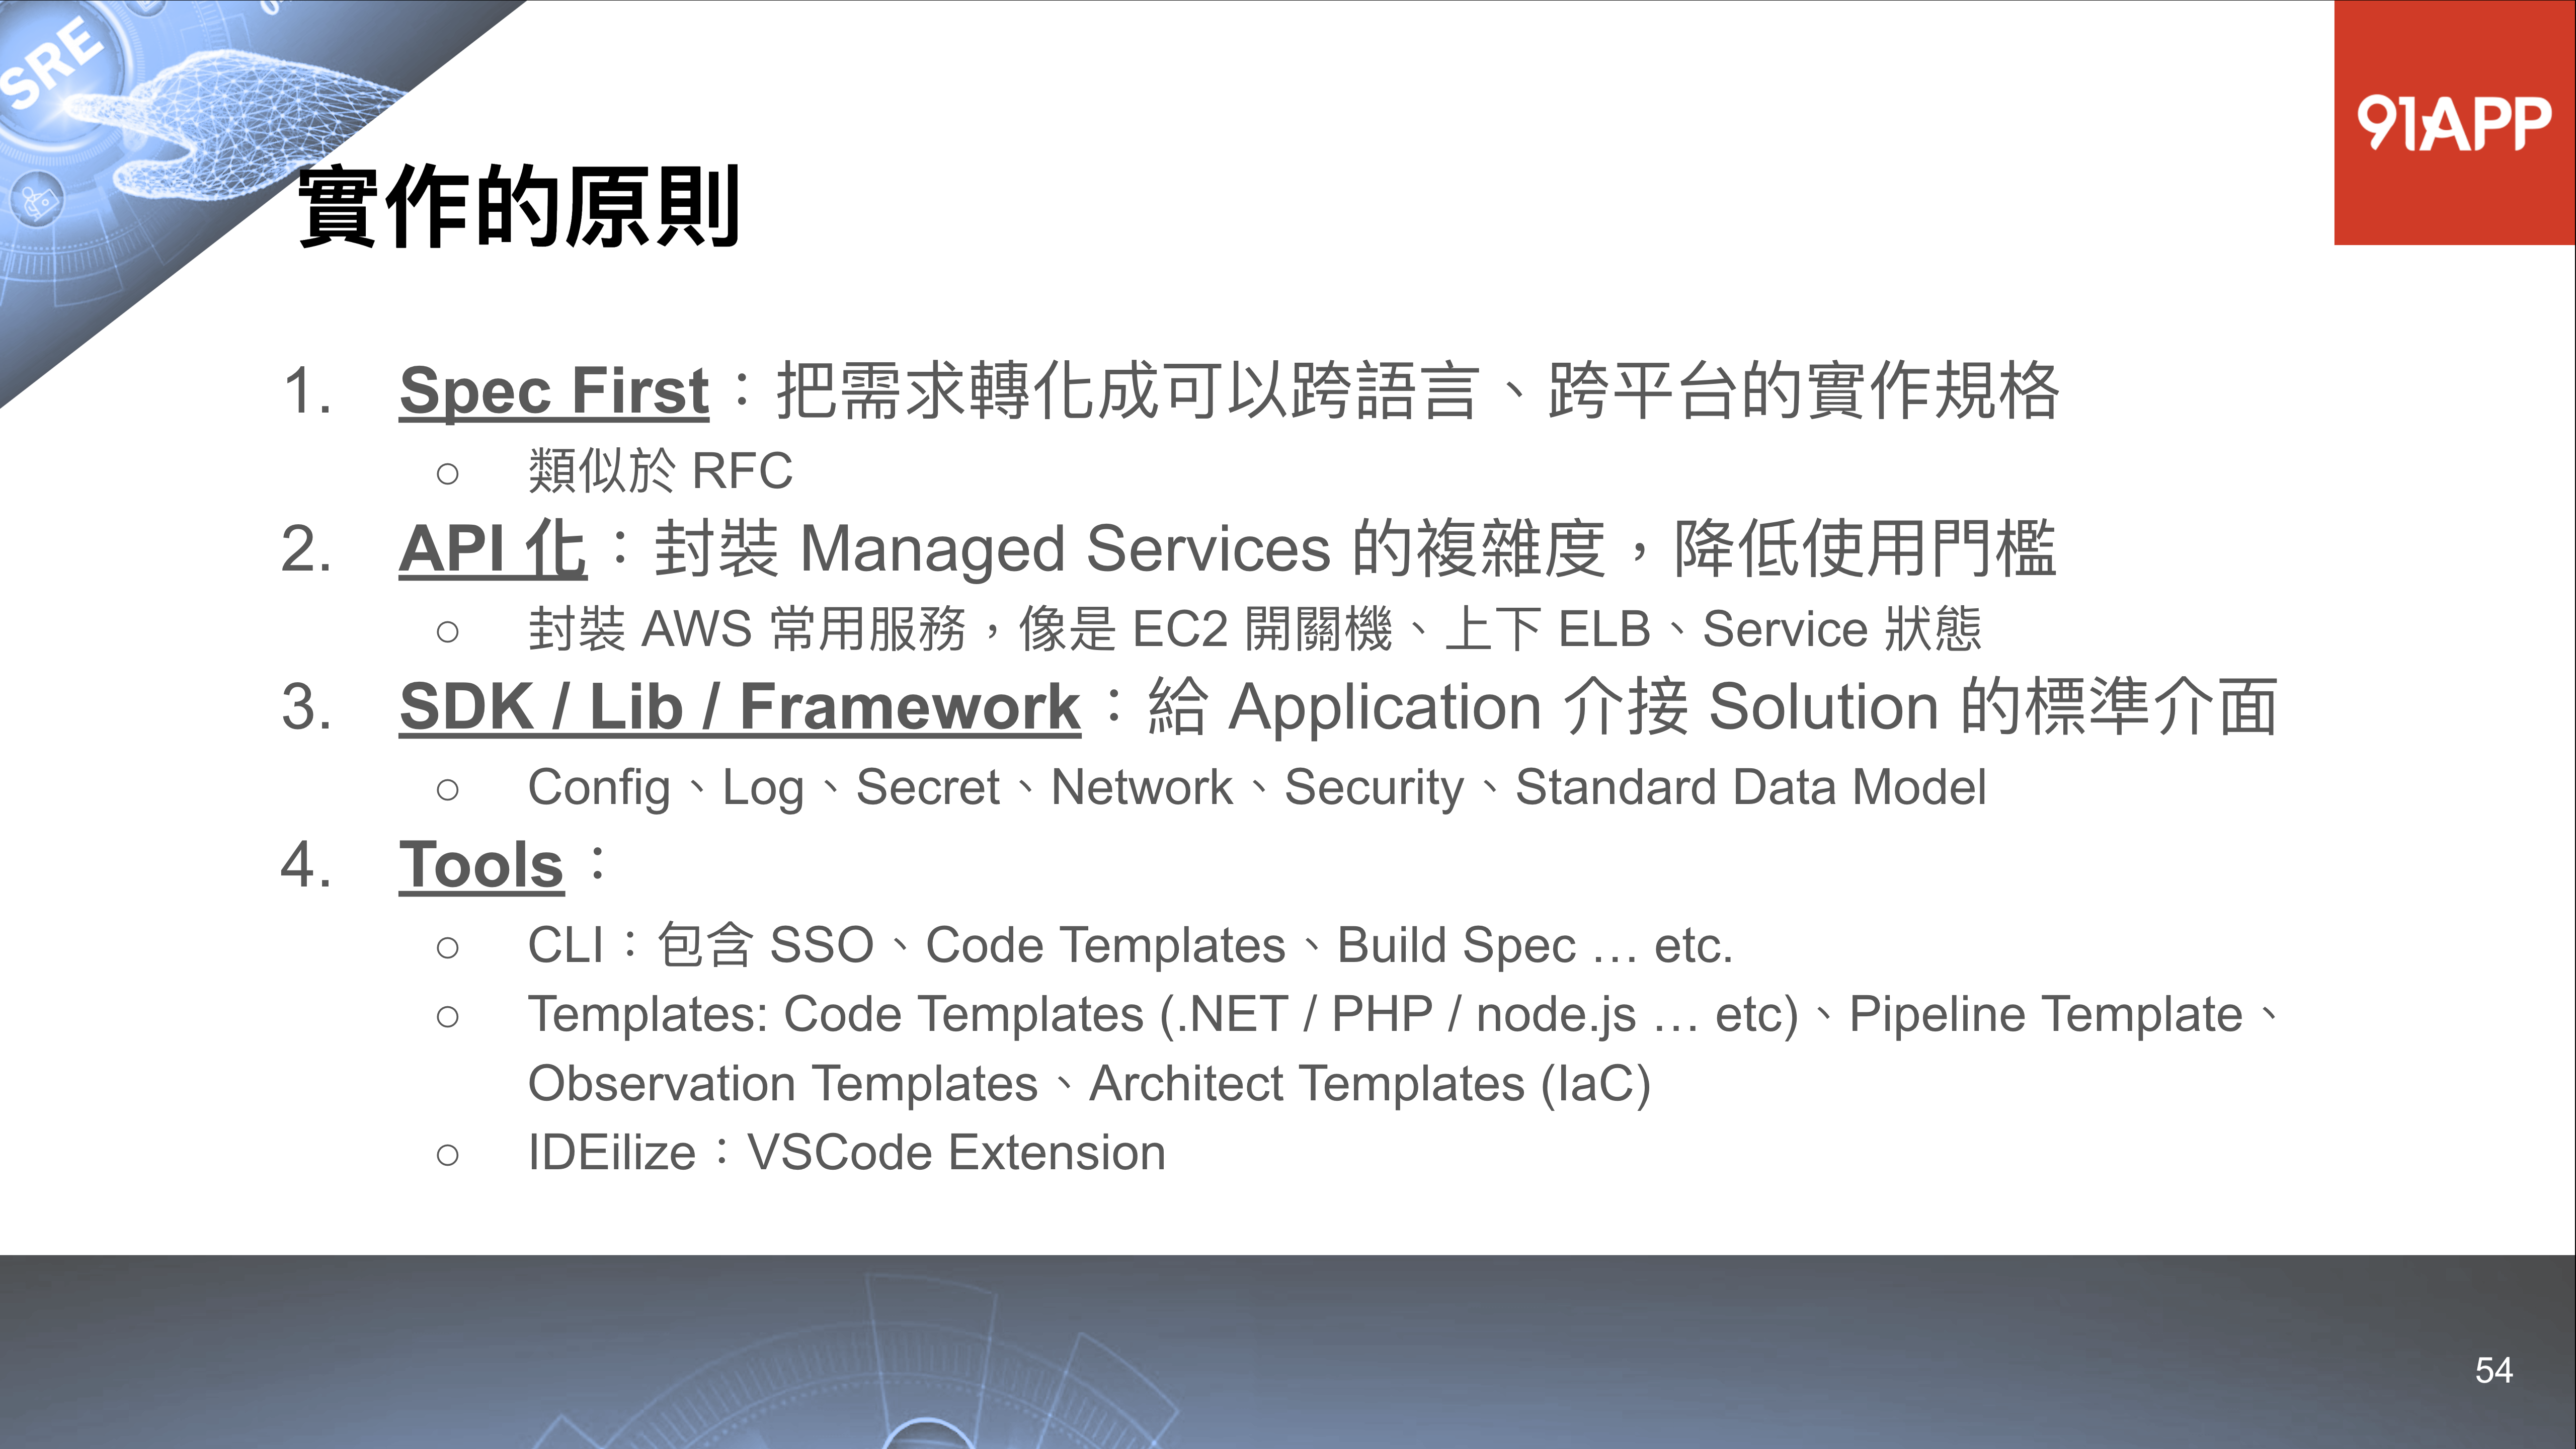 SRE
91APP
實作的原則
1. Spec First：把需求轉化成可以跨語言、跨平台的實作規格
○ 類似於 RFC
2. API 化：封裝 Managed Services 的複雜度，降低使用門檻
○ 封裝 AWS 常用服務，像是 EC2 開關機、上下 ELB、Service 狀態
3. SDK / Lib / Framework：給 Application 介接 Solution 的標準介面
○ Config、Log、Secret、Network、Security、Standard Data Model
4. Tools：
○ CLI：包含 SSO、Code Templates、Build Spec … etc.
○ Templates: Code Templates (.NET / PHP / node.js … etc)、Pipeline Template、
Observation Templates、Architect Templates (IaC)
○ IDEilize：VSCode Extension
54